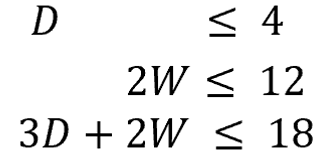 D ≤ 4
2W ≤ 12
3D + 2W ≤ 18